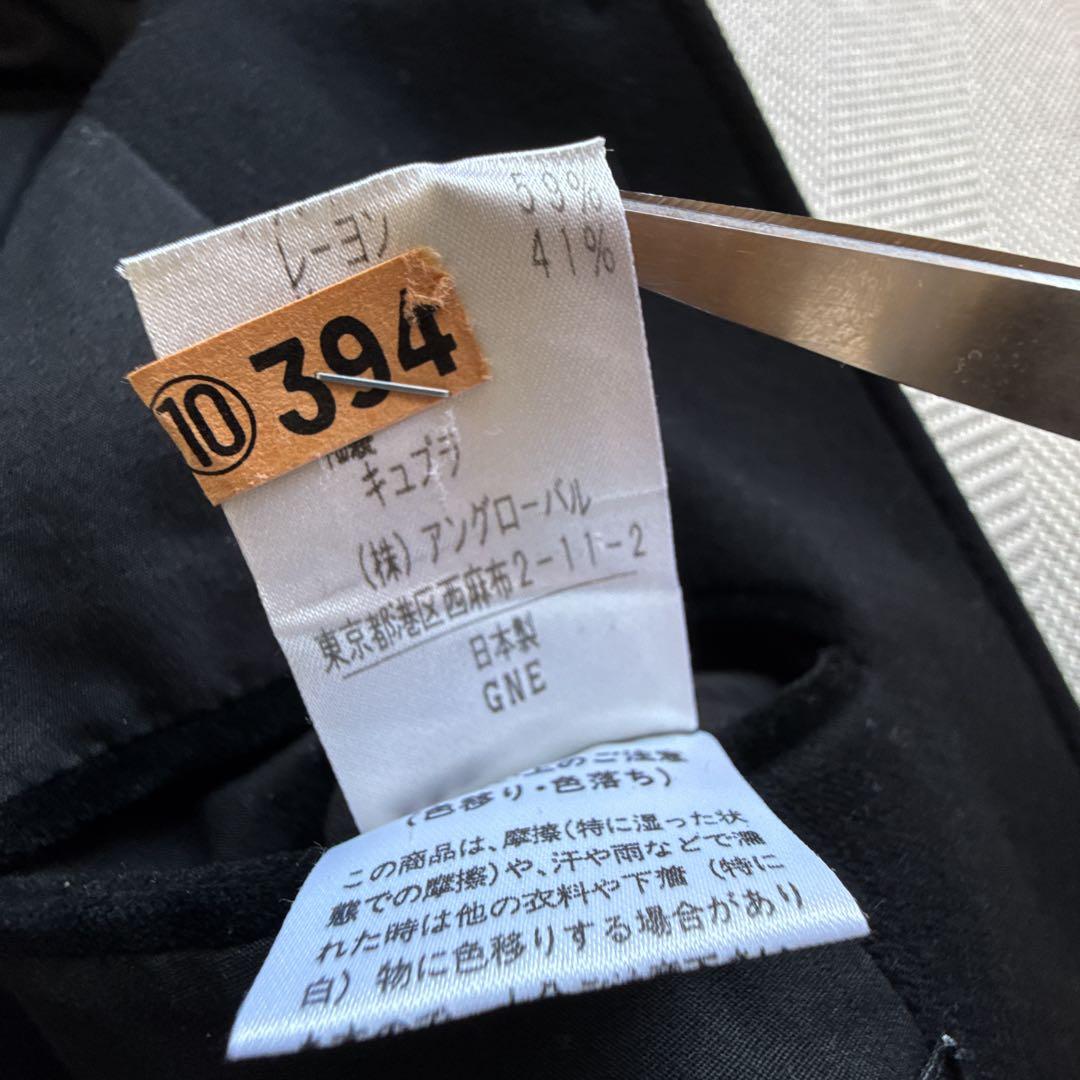 59%
レーヨン 41%
⑩394
キュプラ
(株)アングローバル
東京都港区西麻布2-11-2
日本製
GNE
のご注意
(色移り・色落ち)
この商品は、摩擦(特に湿った状
態での摩擦)や、汗や雨などで濡
れた時は他の衣料や下着(特に
白)物に色移りする場合があり